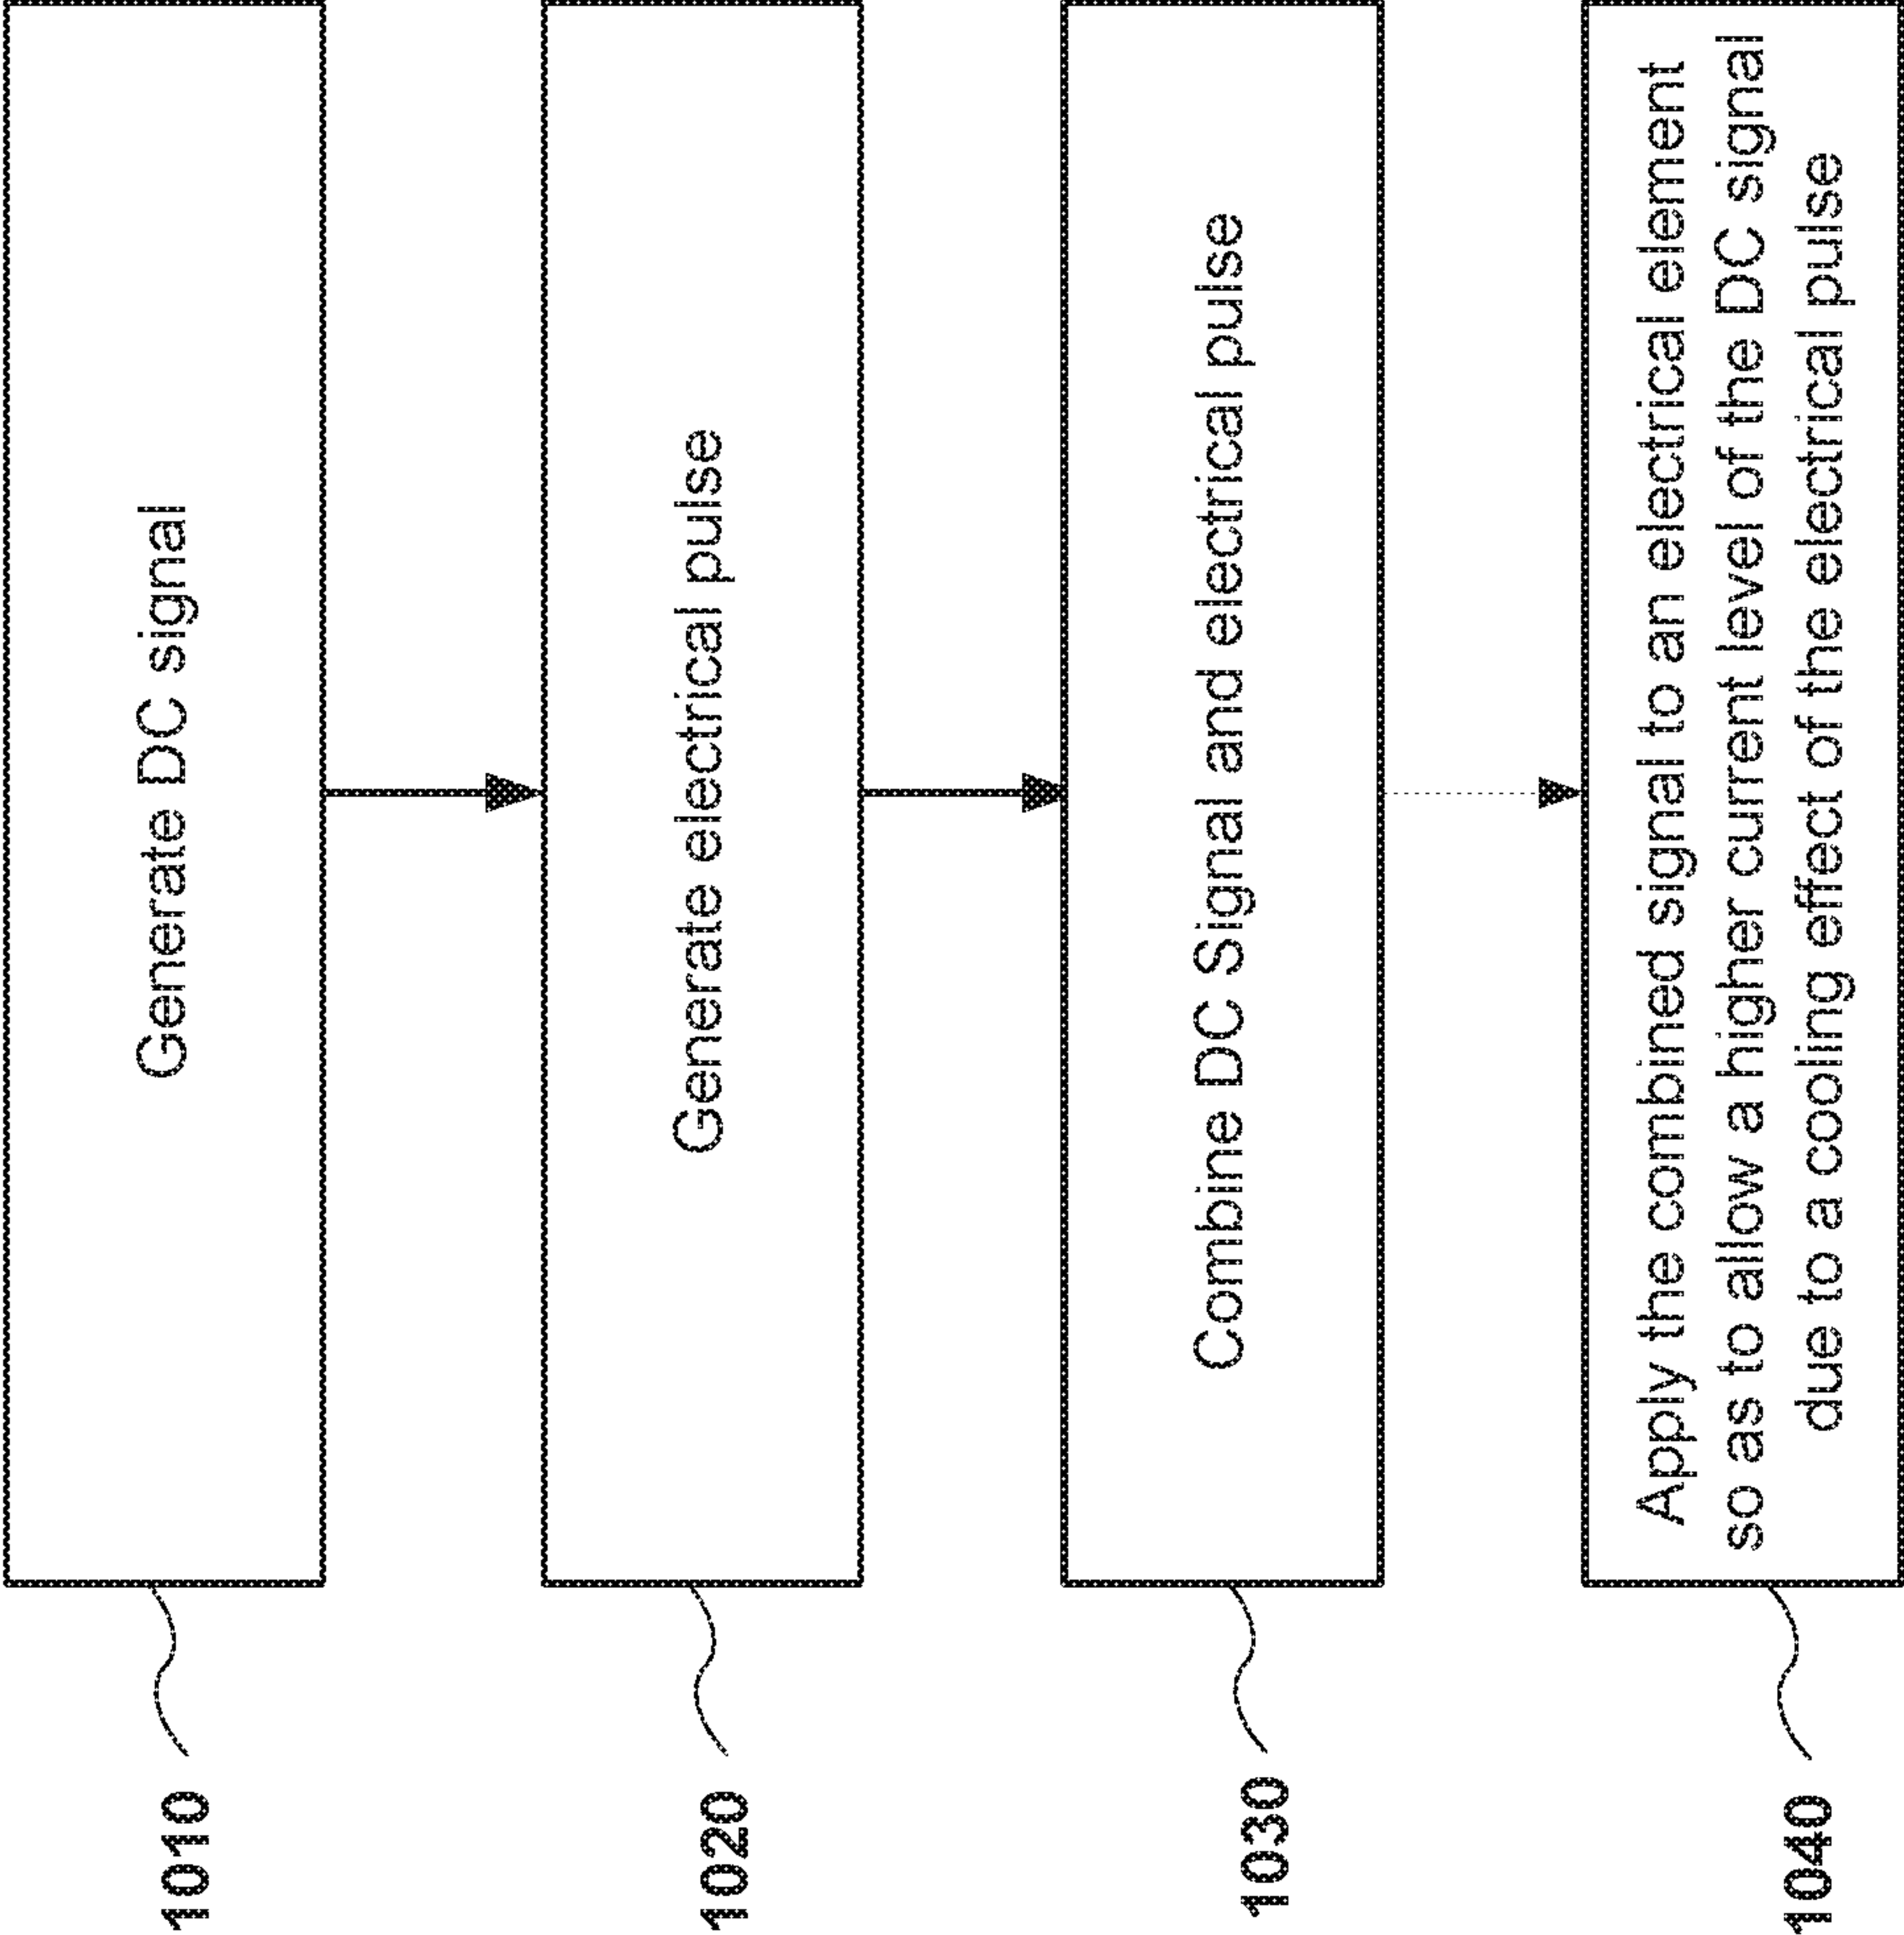 1010
Generate DC signal
1020
Generate electrical pulse
1030
Combine DC Signal and electrical pulse
1040
Apply the combined signal to an electrical element
so as to allow a higher current level of the DC signal
due to a cooling effect of the electrical pulse